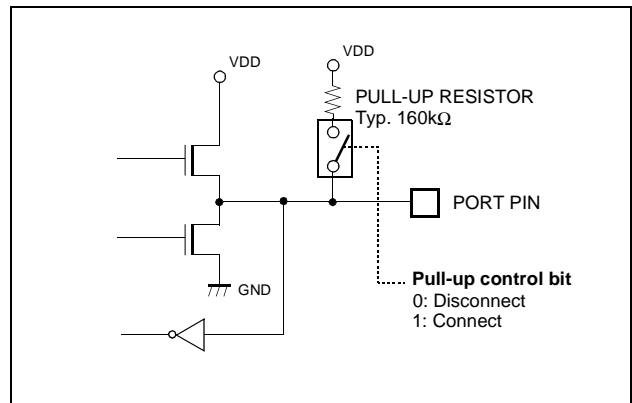 VDD
VDD
PULL-UP RESISTOR
Typ. 160kΩ
PORT PIN
GND
Pull-up control bit
0: Disconnect
1: Connect